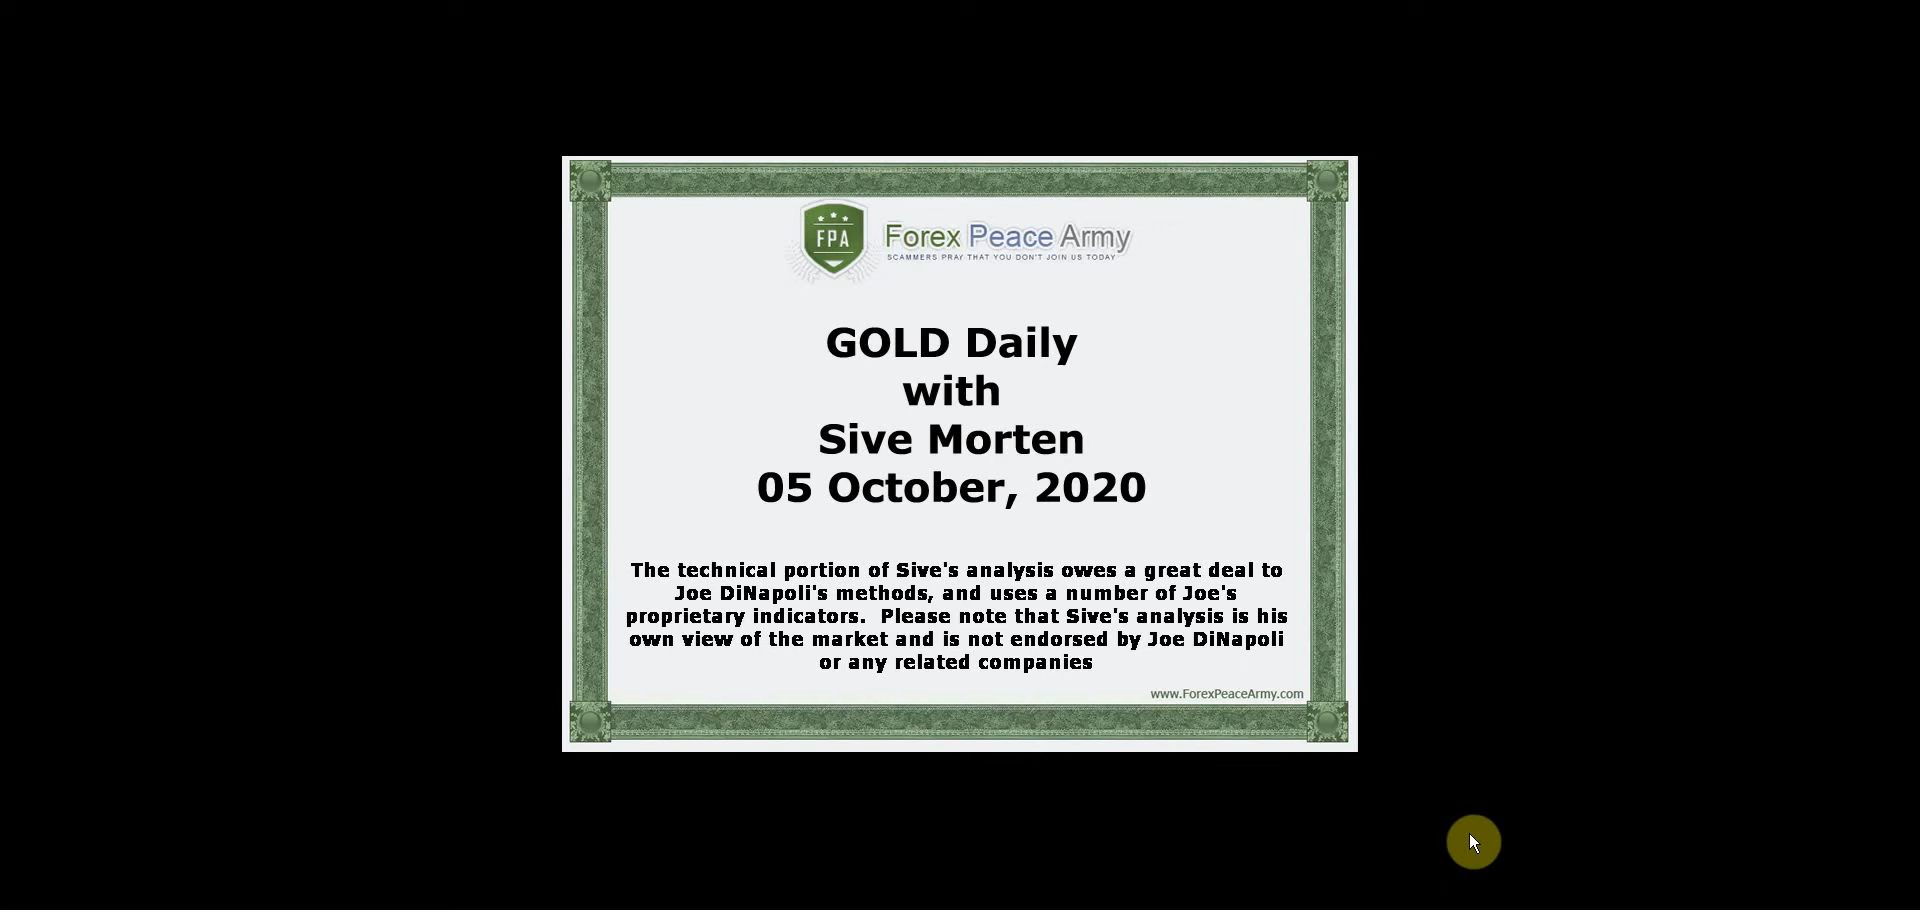 FPA
Forex Peace Army
SCAMMERS PRAY THAT YOU DON'T JOIN US TODAY
GOLD Daily
with
Sive Morten
05 October, 2020
The technical portion of Sive's analysis owes a great deal to
Joe DiNapoli's methods, and uses a number of Joe's
proprietary indicators.  Please note that Sive's analysis is his
own view of the market and is not endorsed by Joe DiNapoli
or any related companies
www.ForexPeaceArmy.com